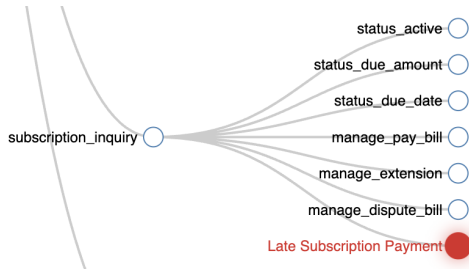 status_active
status_due_amount
status_due_date
subscription_inquiry
manage_pay_bill
manage_extension
manage_dispute_bill
Late Subscription Payment